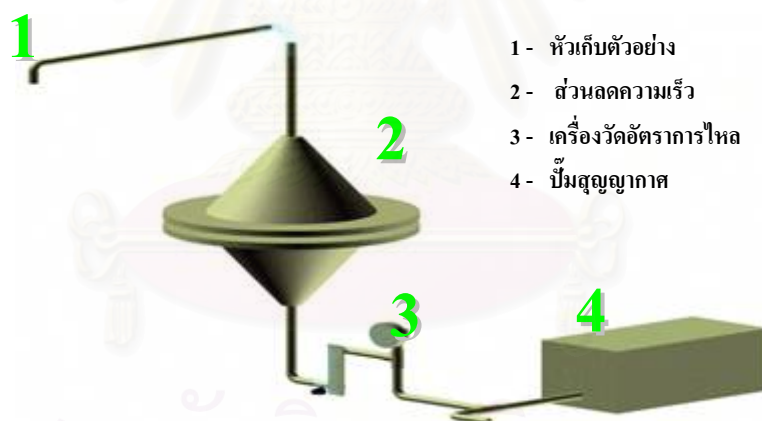 1
1 - หัวเก็บตัวอย่าง
2 - ส่วนลดความเร็ว
2
3 - เครื่องวัดอัตราการไหล
4 - ปั๊มสุญญากาศ
3
4